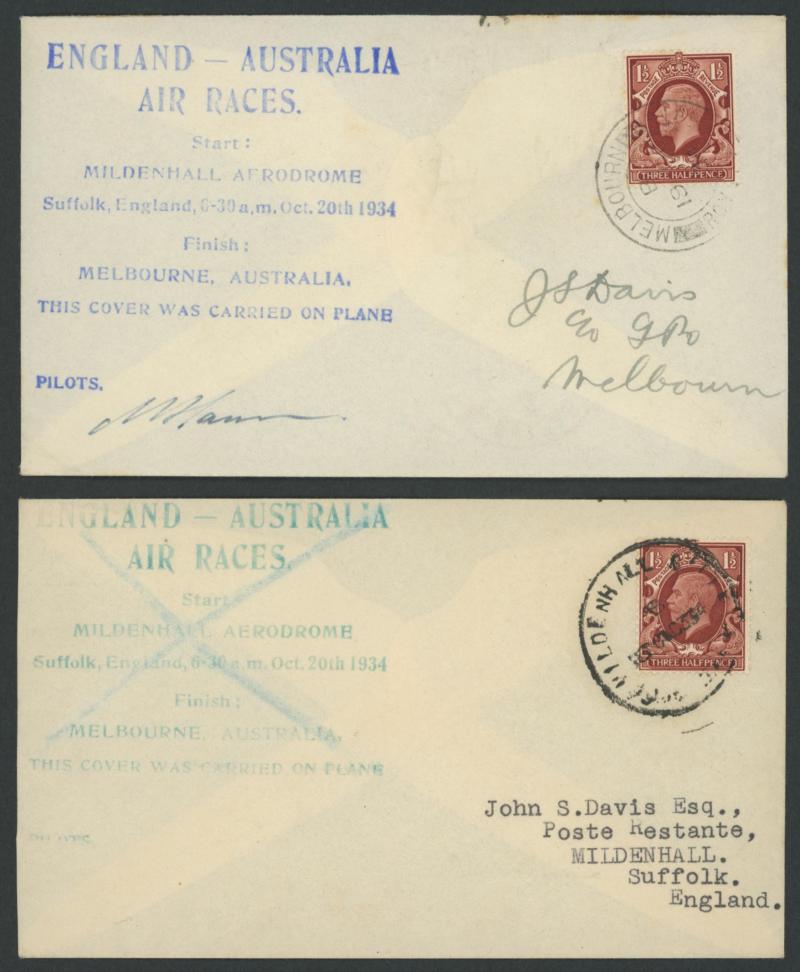 ENGLAND — AUSTRALIA
AIR RACES.
Start:
MILDENHALL AERODROME
Suffolk, England, 6-30 a.m. Oct. 20th 1934
Finish:
MELBOURNE, AUSTRALIA,
THIS COVER WAS CARRIED ON PLANE
PILOTS.
1½ 1½
POSTAGE REVENUE
THREE HALFPENCE
MELBOURNE
J S Davis
c/o GPO
Melbourn
ENGLAND — AUSTRALIA
AIR RACES.
Start
MILDENHALL AERODROME
Suffolk, England, 6-30 a.m. Oct. 20th 1934
Finish:
MELBOURNE, AUSTRALIA,
THIS COVER WAS CARRIED ON PLANE
PILOTS
1½
THREE HALFPENCE
MILDENHALL
John S.Davis Esq.,
Poste Restante,
MILDENHALL.
Suffolk.
England.